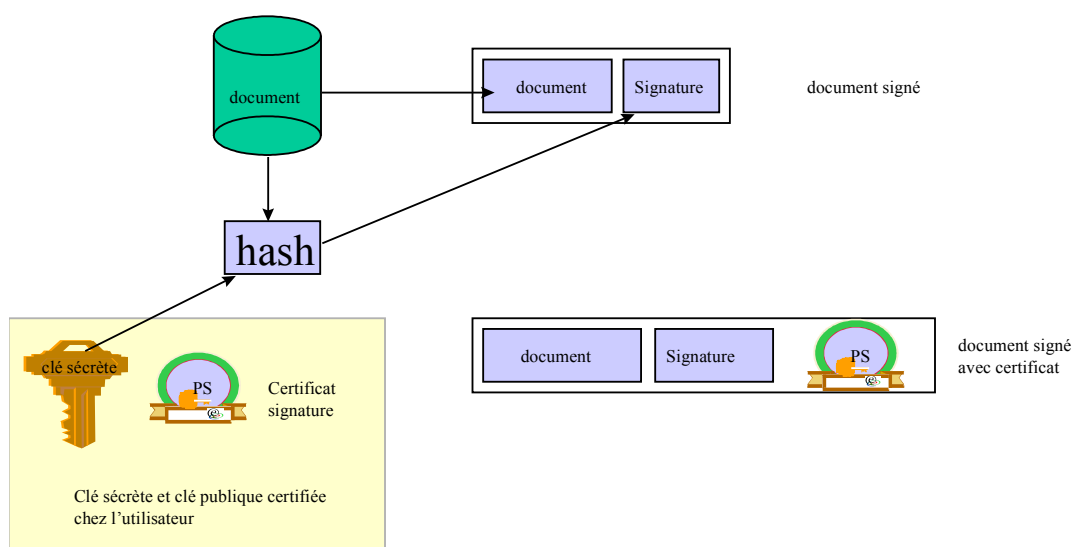 document
document
Signature
document signé
hash
clé sécrète
PS
Certificat
signature
Clé sécrète et clé publique certifiée
chez l’utilisateur
document
Signature
PS
document signé
avec certificat